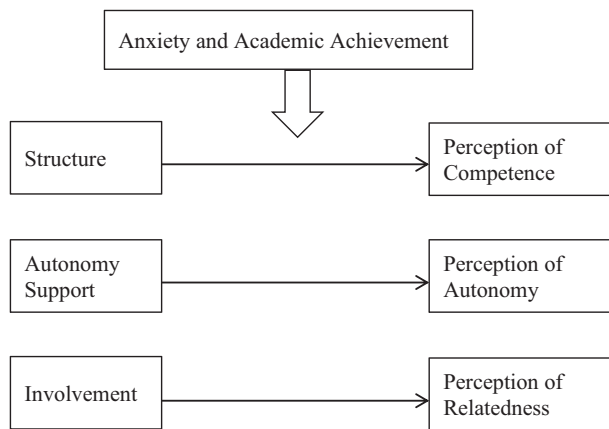 Anxiety and Academic Achievement
Structure
Perception of
Competence
Autonomy
Support
Perception of
Autonomy
Involvement
Perception of
Relatedness